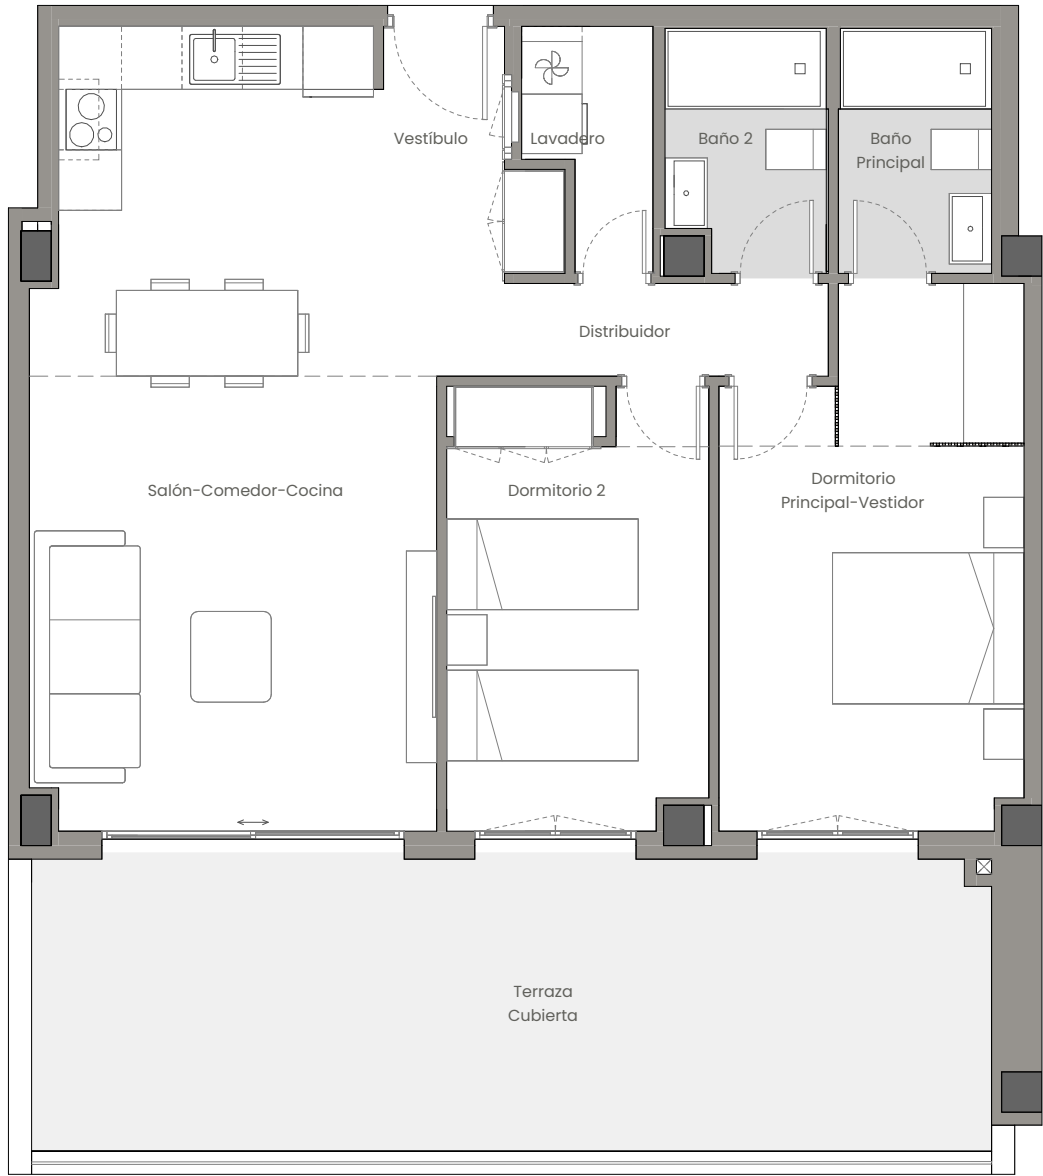 Vestíbulo
Lavadero
Baño 2
Baño
Principal
Distribuidor
Salón-Comedor-Cocina
Dormitorio 2
Dormitorio
Principal-Vestidor
Terraza
Cubierta